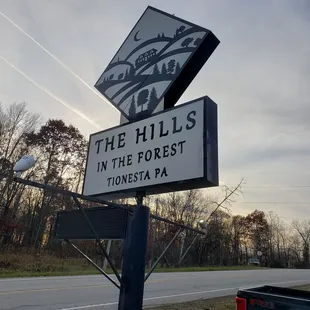 THE HILLS
IN THE FOREST
TIONESTA PA